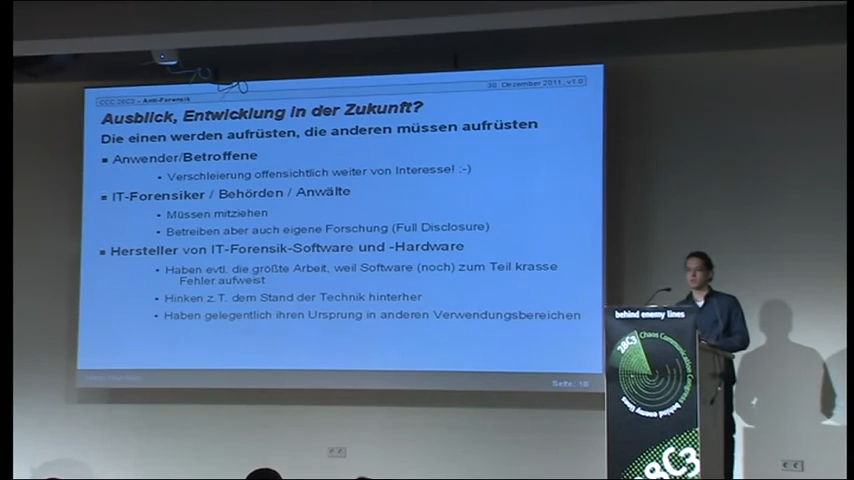 CCC 28C3 – Anti-Forensik
30. Dezember 2011, v1.0
Ausblick, Entwicklung in der Zukunft?
Die einen werden aufrüsten, die anderen müssen aufrüsten
▪ Anwender/Betroffene
• Verschleierung offensichtlich weiter von Interesse! :-)
▪ IT-Forensiker / Behörden / Anwälte
• Müssen mitziehen
• Betreiben aber auch eigene Forschung (Full Disclosure)
▪ Hersteller von IT-Forensik-Software und -Hardware
• Haben evtl. die größte Arbeit, weil Software (noch) zum Teil krasse
Fehler aufweist
• Hinken z.T. dem Stand der Technik hinterher
• Haben gelegentlich ihren Ursprung in anderen Verwendungsbereichen
Seite: 18
behind enemy lines
28C3
Chaos Communication Congress
behind enemy lines
28C3